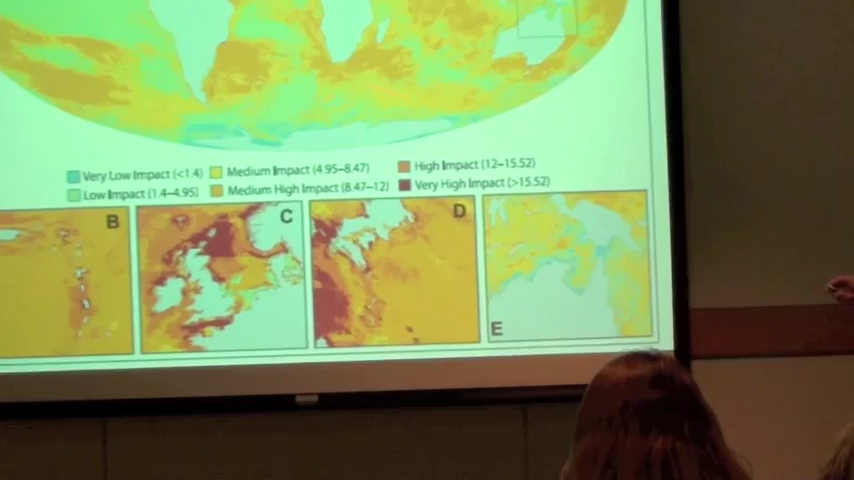 Very Low Impact (<1.4) Medium Impact (4.95–8.47) High Impact (12–15.52)
Low Impact (1.4–4.95) Medium High Impact (8.47–12) Very High Impact (>15.52)
B C D
E